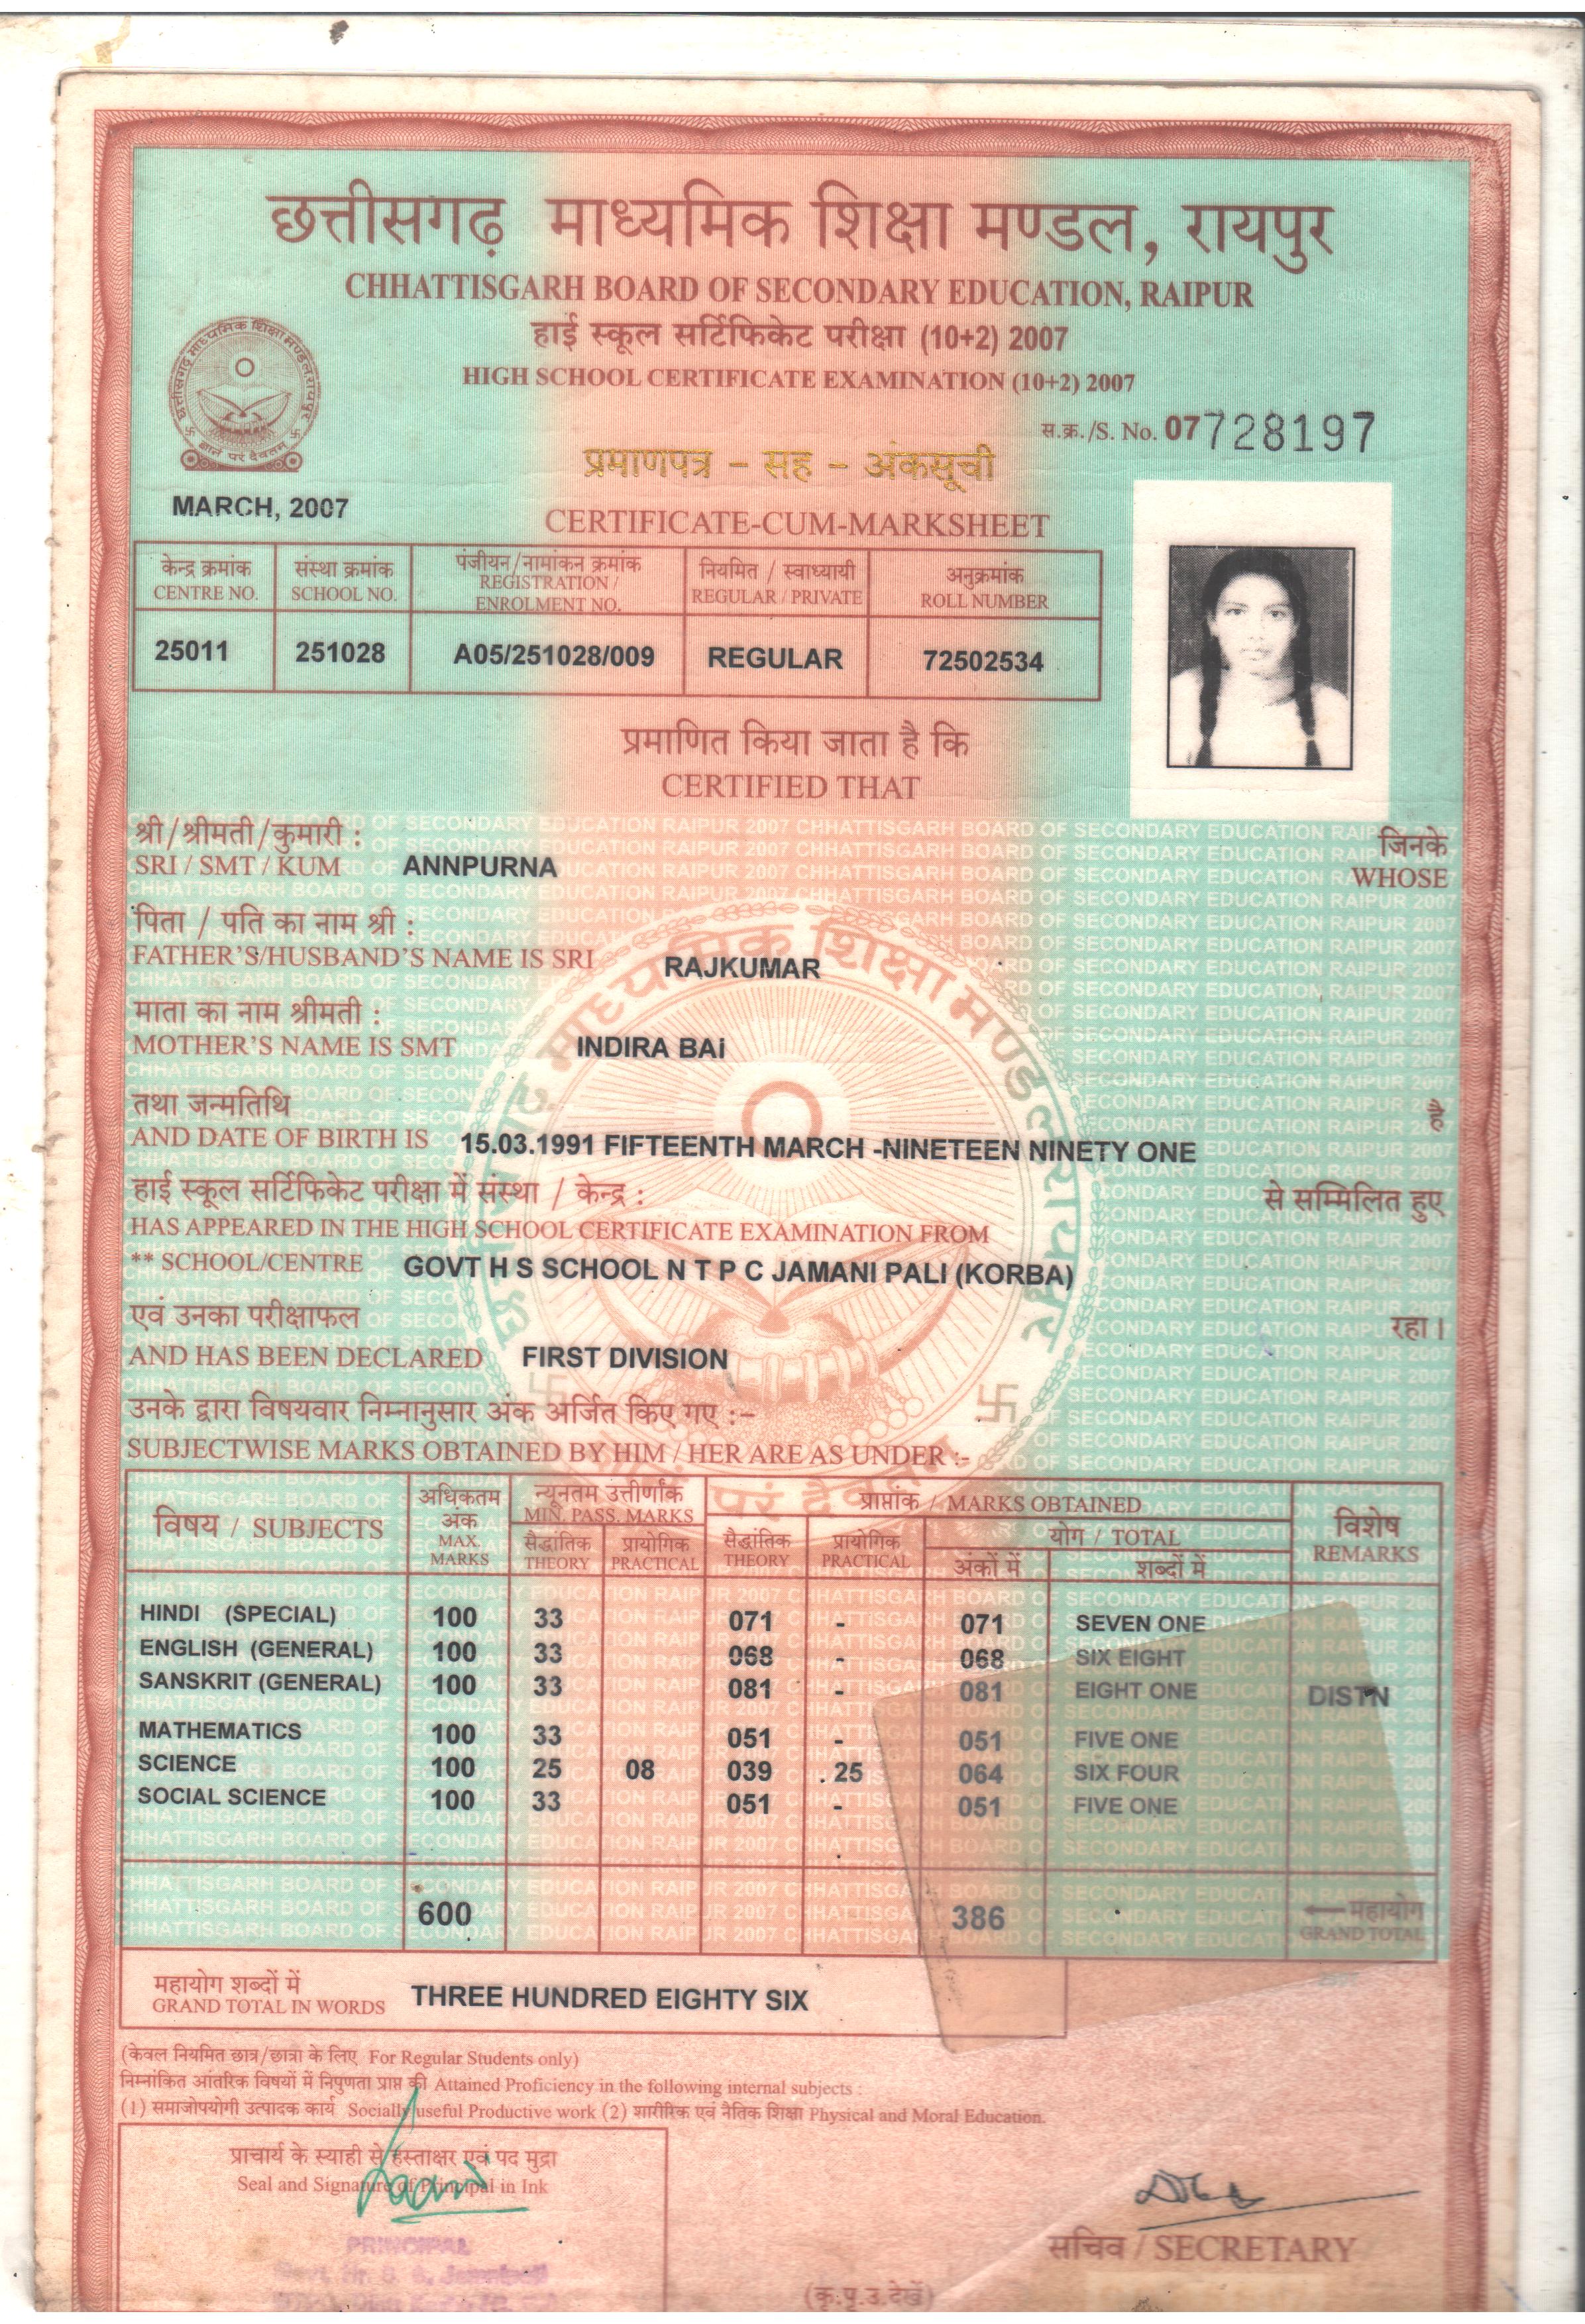 छत्तीसगढ़ माध्यमिक शिक्षा मण्डल, रायपुर
CHHATTISGARH BOARD OF SECONDARY EDUCATION, RAIPUR
हाई स्कूल सर्टिफिकेट परीक्षा (10+2) 2007
HIGH SCHOOL CERTIFICATE EXAMINATION (10+2) 2007
स.क्र./S. No. 07728197
प्रमाणपत्र - सह - अंकसूची
MARCH, 2007
CERTIFICATE-CUM-MARKSHEET
केन्द्र क्रमांक संस्था क्रमांक पंजीयन/नामांकन क्रमांक नियमित / स्वाध्यायी अनुक्रमांक
CENTRE NO. SCHOOL NO. REGISTRATION / ENROLMENT NO. REGULAR / PRIVATE ROLL NUMBER
25011 251028 A05/251028/009 REGULAR 72502534
प्रमाणित किया जाता है कि
CERTIFIED THAT
श्री/श्रीमती/कुमारी : जिनके
SRI / SMT / KUM ANNPURNA WHOSE
पिता / पति का नाम श्री :
FATHER'S/HUSBAND'S NAME IS SRI RAJKUMAR
माता का नाम श्रीमती :
MOTHER'S NAME IS SMT INDIRA BAi
तथा जन्मतिथि है
AND DATE OF BIRTH IS 15.03.1991 FIFTEENTH MARCH -NINETEEN NINETY ONE
हाई स्कूल सर्टिफिकेट परीक्षा में संस्था / केन्द्र : से सम्मिलित हुए
HAS APPEARED IN THE HIGH SCHOOL CERTIFICATE EXAMINATION FROM
** SCHOOL/CENTRE GOVT H S SCHOOL N T P C JAMANI PALI (KORBA)
एवं उनका परीक्षाफल रहा।
AND HAS BEEN DECLARED FIRST DIVISION
उनके द्वारा विषयवार निम्नानुसार अंक अर्जित किए गए :-
SUBJECTWISE MARKS OBTAINED BY HIM / HER ARE AS UNDER :-
विषय / SUBJECTS अधिकतम अंक MAX. MARKS न्यूनतम उत्तीर्णांक MIN. PASS. MARKS प्राप्तांक / MARKS OBTAINED विशेष REMARKS
सैद्धांतिक THEORY प्रायोगिक PRACTICAL सैद्धांतिक THEORY प्रायोगिक PRACTICAL योग / TOTAL
अंकों में शब्दों में
HINDI (SPECIAL) 100 33 071 - 071 SEVEN ONE
ENGLISH (GENERAL) 100 33 068 - 068 SIX EIGHT
SANSKRIT (GENERAL) 100 33 081 - 081 EIGHT ONE DISTN
MATHEMATICS 100 33 051 - 051 FIVE ONE
SCIENCE 100 25 08 039 25 064 SIX FOUR
SOCIAL SCIENCE 100 33 051 - 051 FIVE ONE
600 386 ←महायोग
GRAND TOTAL
महायोग शब्दों में
GRAND TOTAL IN WORDS THREE HUNDRED EIGHTY SIX
(केवल नियमित छात्र/छात्रा के लिए For Regular Students only)
निम्नांकित आंतरिक विषयों में निपुणता प्राप्त की Attained Proficiency in the following internal subjects :
(1) समाजोपयोगी उत्पादक कार्य Socially useful Productive work (2) शारीरिक एवं नैतिक शिक्षा Physical and Moral Education.
प्राचार्य के स्याही से हस्ताक्षर एवं पद मुद्रा
Seal and Signature of Principal in Ink
PRINCIPAL
सचिव / SECRETARY
(कृ.पृ.उ.देखें)